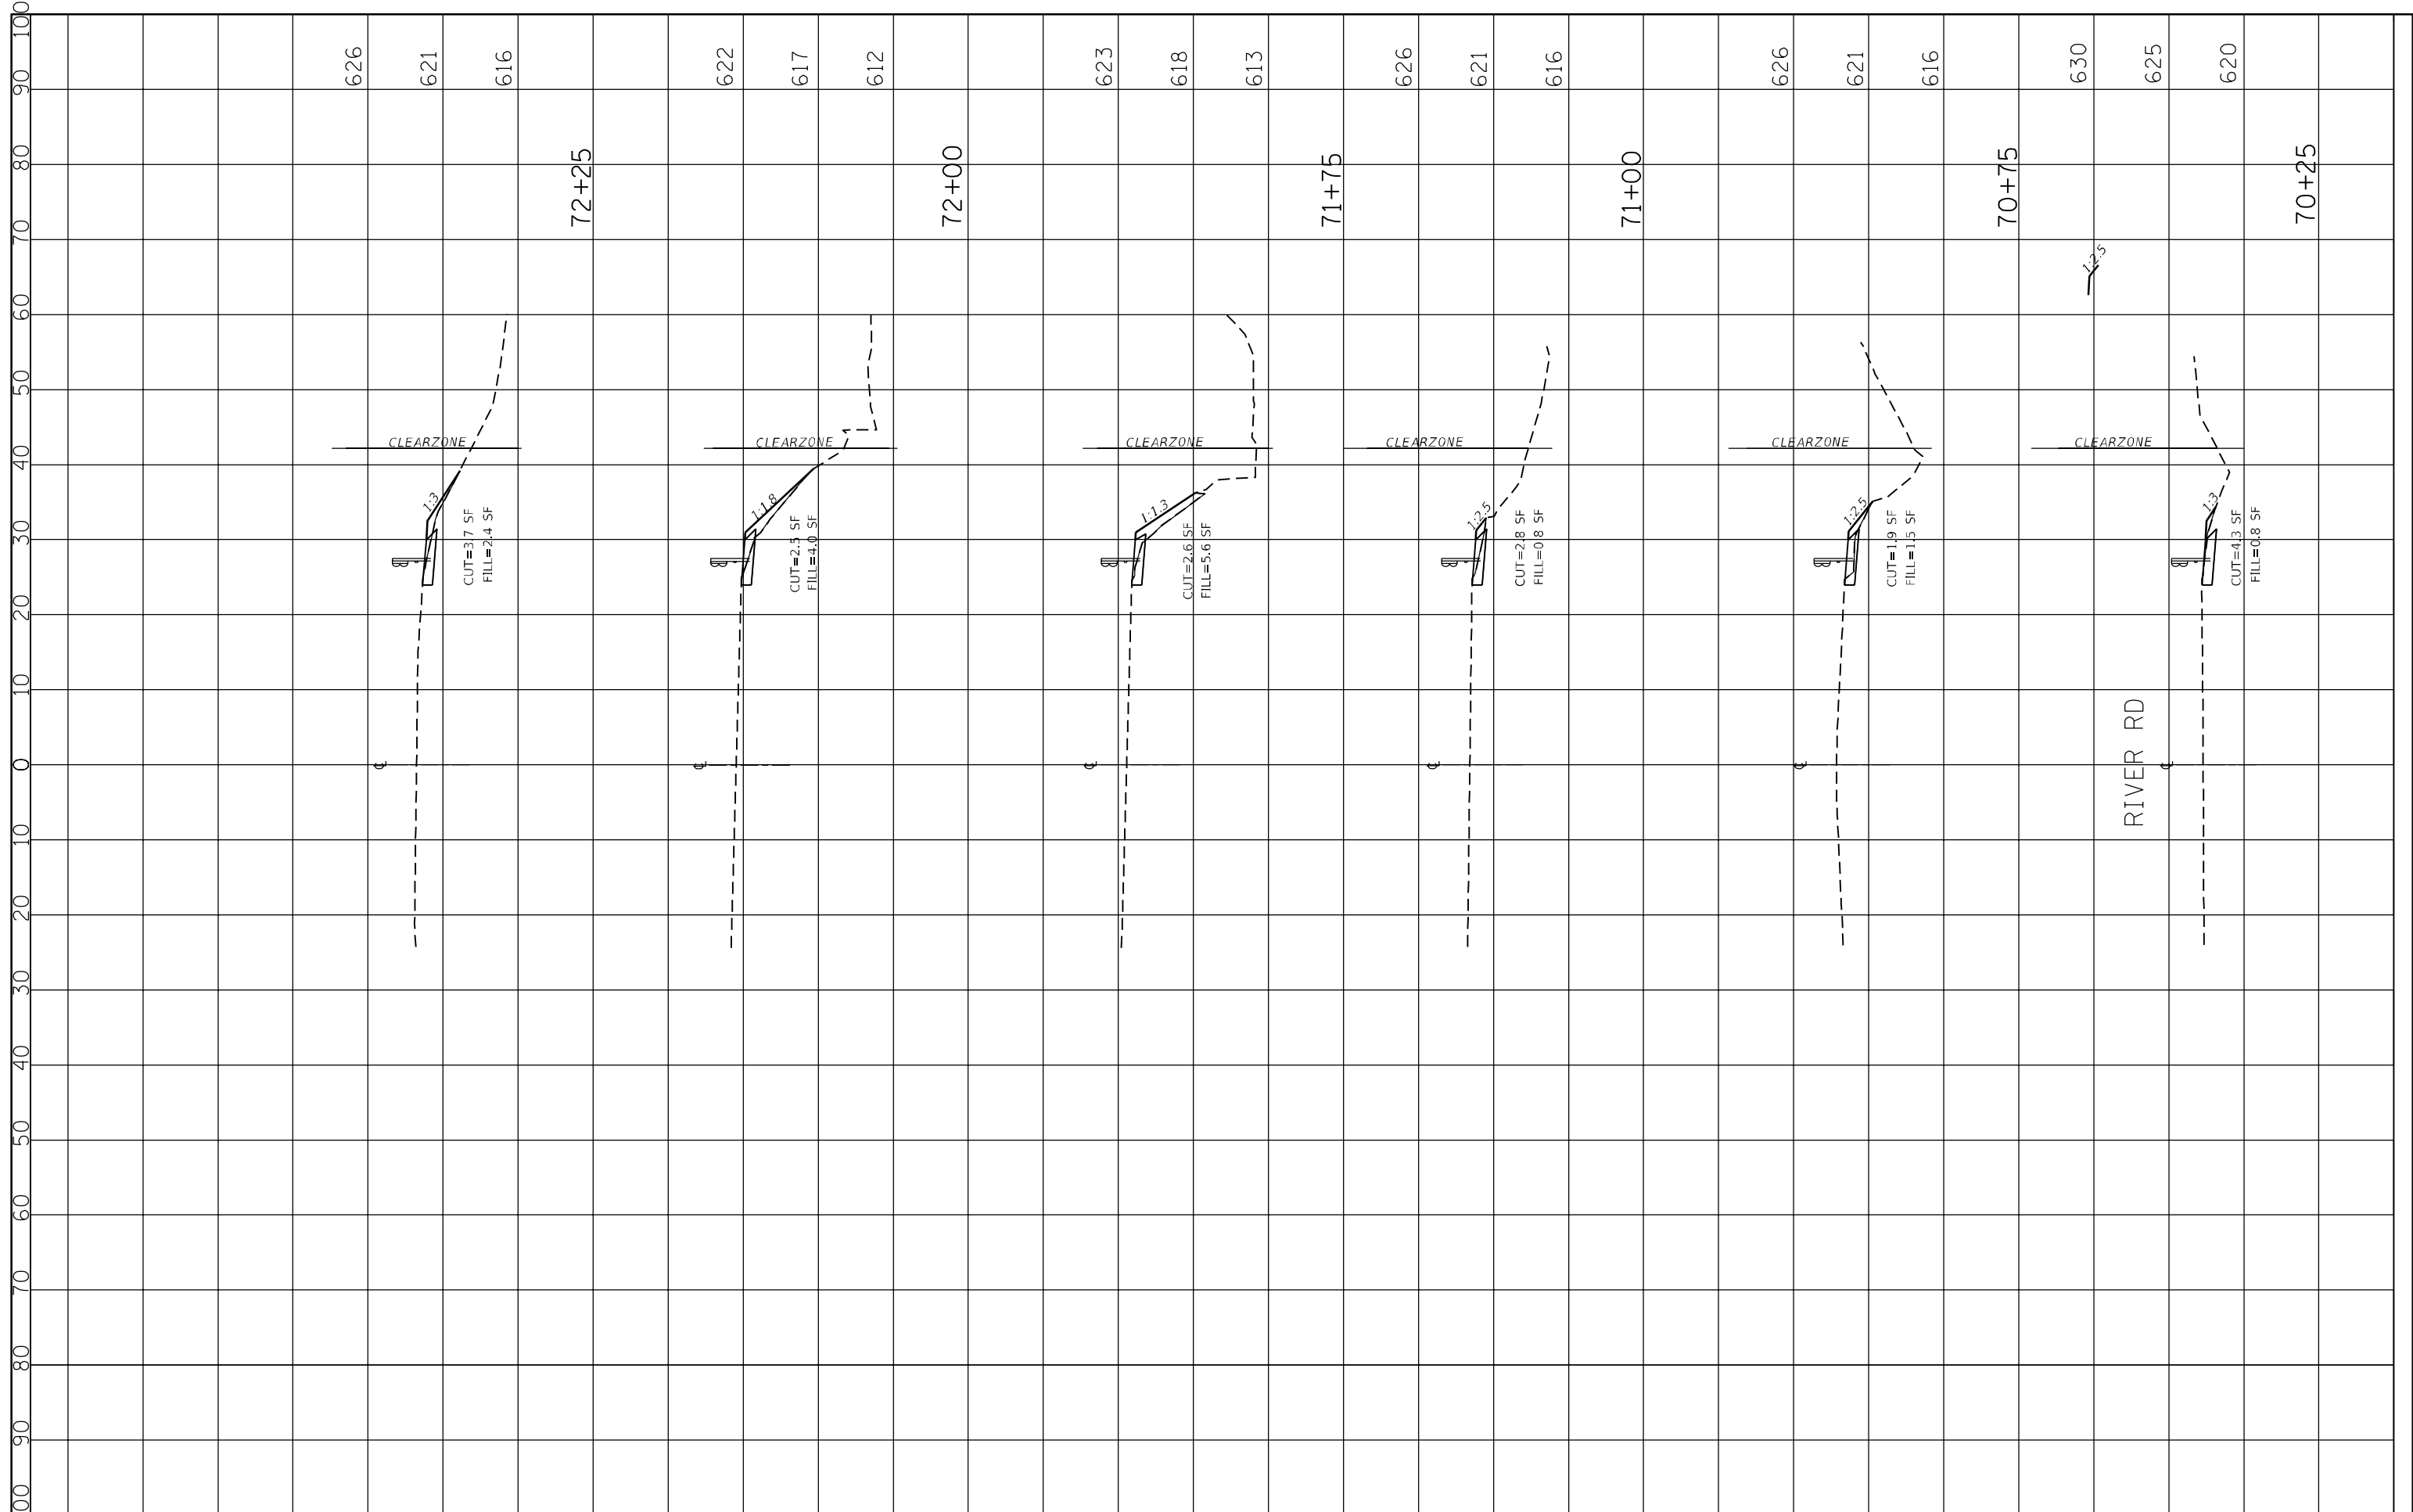 100
90
80
70
60
50
40
30
20
10
0
10
20
30
40
50
60
70
80
90
00
626
621
616
72+25
CLEARZONE
1:3
CUT=3.7 SF
FILL=2.4 SF
622
617
612
72+00
CLEARZONE
1:1.8
CUT=2.5 SF
FILL=4.0 SF
623
618
613
71+75
CLEARZONE
1:1.3
CUT=2.6 SF
FILL=5.6 SF
626
621
616
71+00
CLEARZONE
1:2.5
CUT=2.8 SF
FILL=0.8 SF
626
621
616
70+75
CLEARZONE
1:2.5
CUT=1.9 SF
FILL=1.5 SF
630
625
620
70+25
1:2.5
CLEARZONE
1:3
CUT=4.3 SF
FILL=0.8 SF
RIVER RD